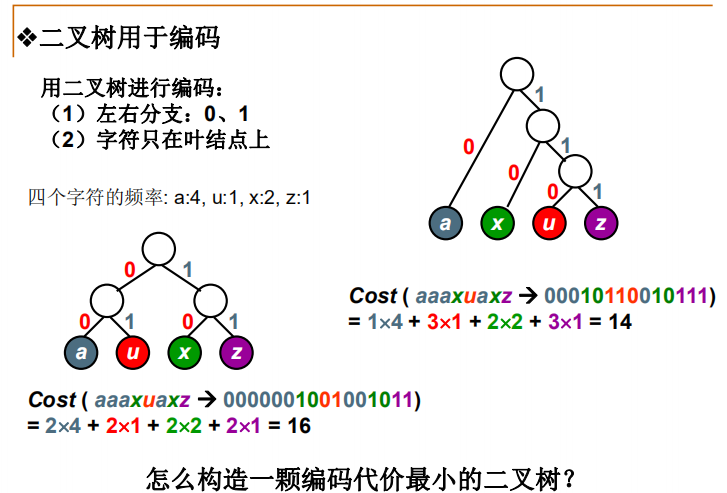 ❖二叉树用于编码
用二叉树进行编码：
（1）左右分支：0、1
（2）字符只在叶结点上
四个字符的频率: a:4, u:1, x:2, z:1
0 1
0 1 0 1
a u x z
Cost ( aaaxuaxz → 0000001001001011)
= 2×4 + 2×1 + 2×2 + 2×1 = 16
1
0 1
0
0 1
a x u z
Cost ( aaaxuaxz → 00010110010111)
= 1×4 + 3×1 + 2×2 + 3×1 = 14
怎么构造一颗编码代价最小的二叉树？